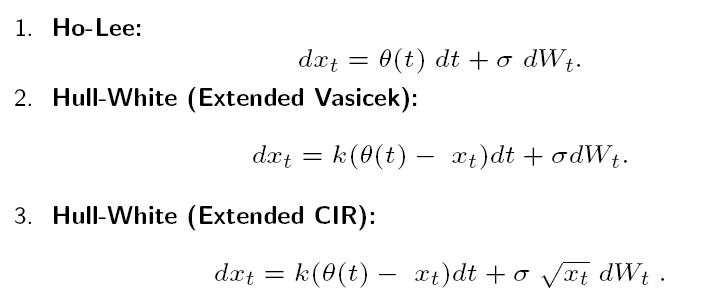 1. Ho-Lee:
dx_t = θ(t) dt + σ dW_t.
2. Hull-White (Extended Vasicek):
dx_t = k(θ(t) − x_t)dt + σdW_t.
3. Hull-White (Extended CIR):
dx_t = k(θ(t) − x_t)dt + σ √x_t dW_t .